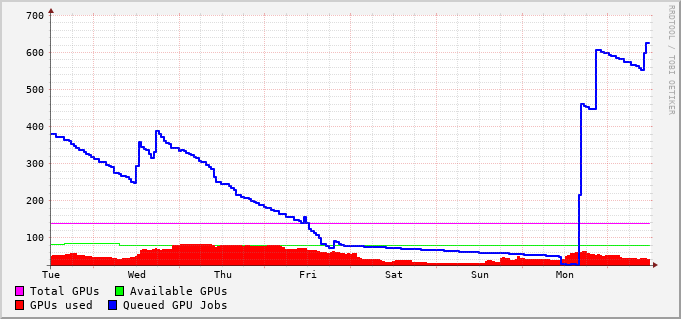 700
600
500
400
300
200
100
Tue Wed Thu Fri Sat Sun Mon
Total GPUs Available GPUs
GPUs used Queued GPU Jobs
RRDTOOL / TOBI OETIKER